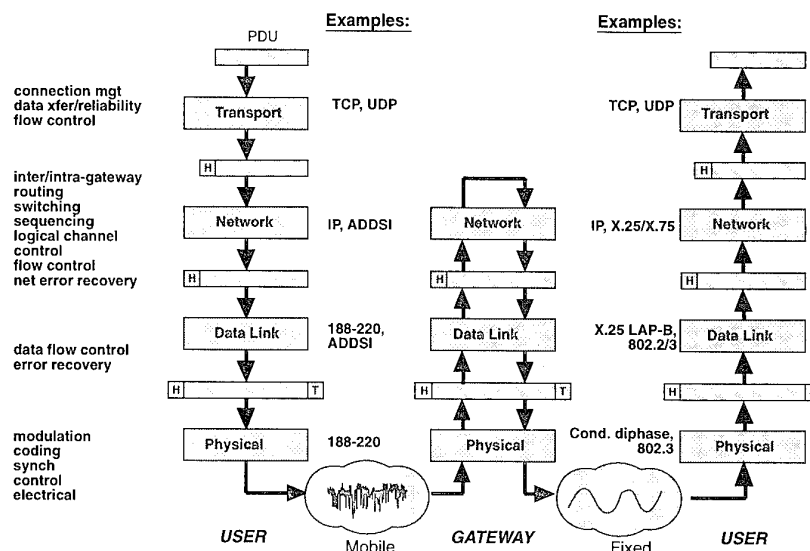 Examples:
Examples:
PDU
connection mgt
data xfer/reliability
flow control
Transport
TCP, UDP
TCP, UDP
Transport
H
H
inter/intra-gateway
routing
switching
sequencing
logical channel
control
flow control
net error recovery
Network
IP, ADDSI
Network
IP, X.25/X.75
Network
H
H
H
data flow control
error recovery
Data Link
188-220,
ADDSI
Data Link
X.25 LAP-B,
802.2/3
Data Link
H
T
H
T
H
modulation
coding
synch
control
electrical
Physical
188-220
Physical
Cond. diphase,
802.3
Physical
USER
Mobile
GATEWAY
Fixed
USER